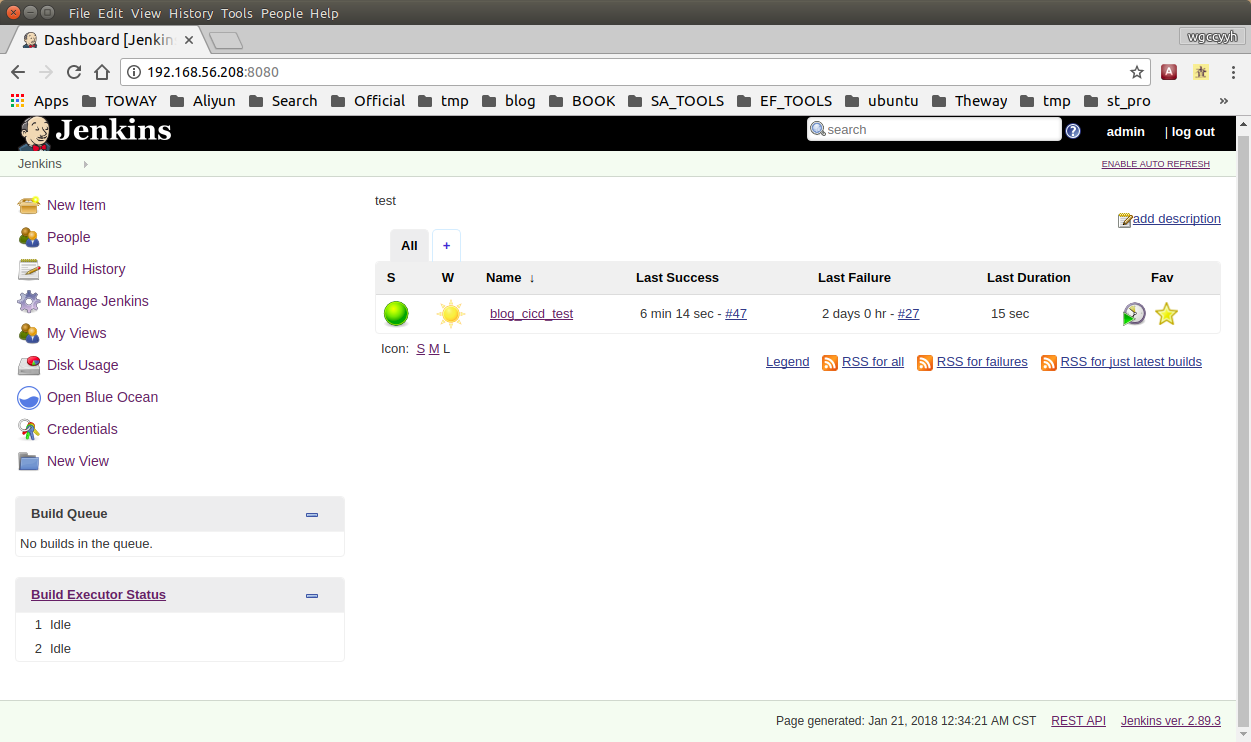 File Edit View History Tools People Help
Dashboard [Jenkin
wgccyyh
192.168.56.208:8080
Apps TOWAY Aliyun Search Official tmp blog BOOK SA_TOOLS EF_TOOLS ubuntu Theway tmp st_pro »
Jenkins
search
admin | log out
Jenkins
ENABLE AUTO REFRESH
New Item
People
Build History
Manage Jenkins
My Views
Disk Usage
Open Blue Ocean
Credentials
New View
Build Queue
No builds in the queue.
Build Executor Status
1 Idle
2 Idle
test
add description
All +
S W Name ↓ Last Success Last Failure Last Duration Fav
blog_cicd_test 6 min 14 sec - #47 2 days 0 hr - #27 15 sec
Icon: S M L
Legend RSS for all RSS for failures RSS for just latest builds
Page generated: Jan 21, 2018 12:34:21 AM CST REST API Jenkins ver. 2.89.3